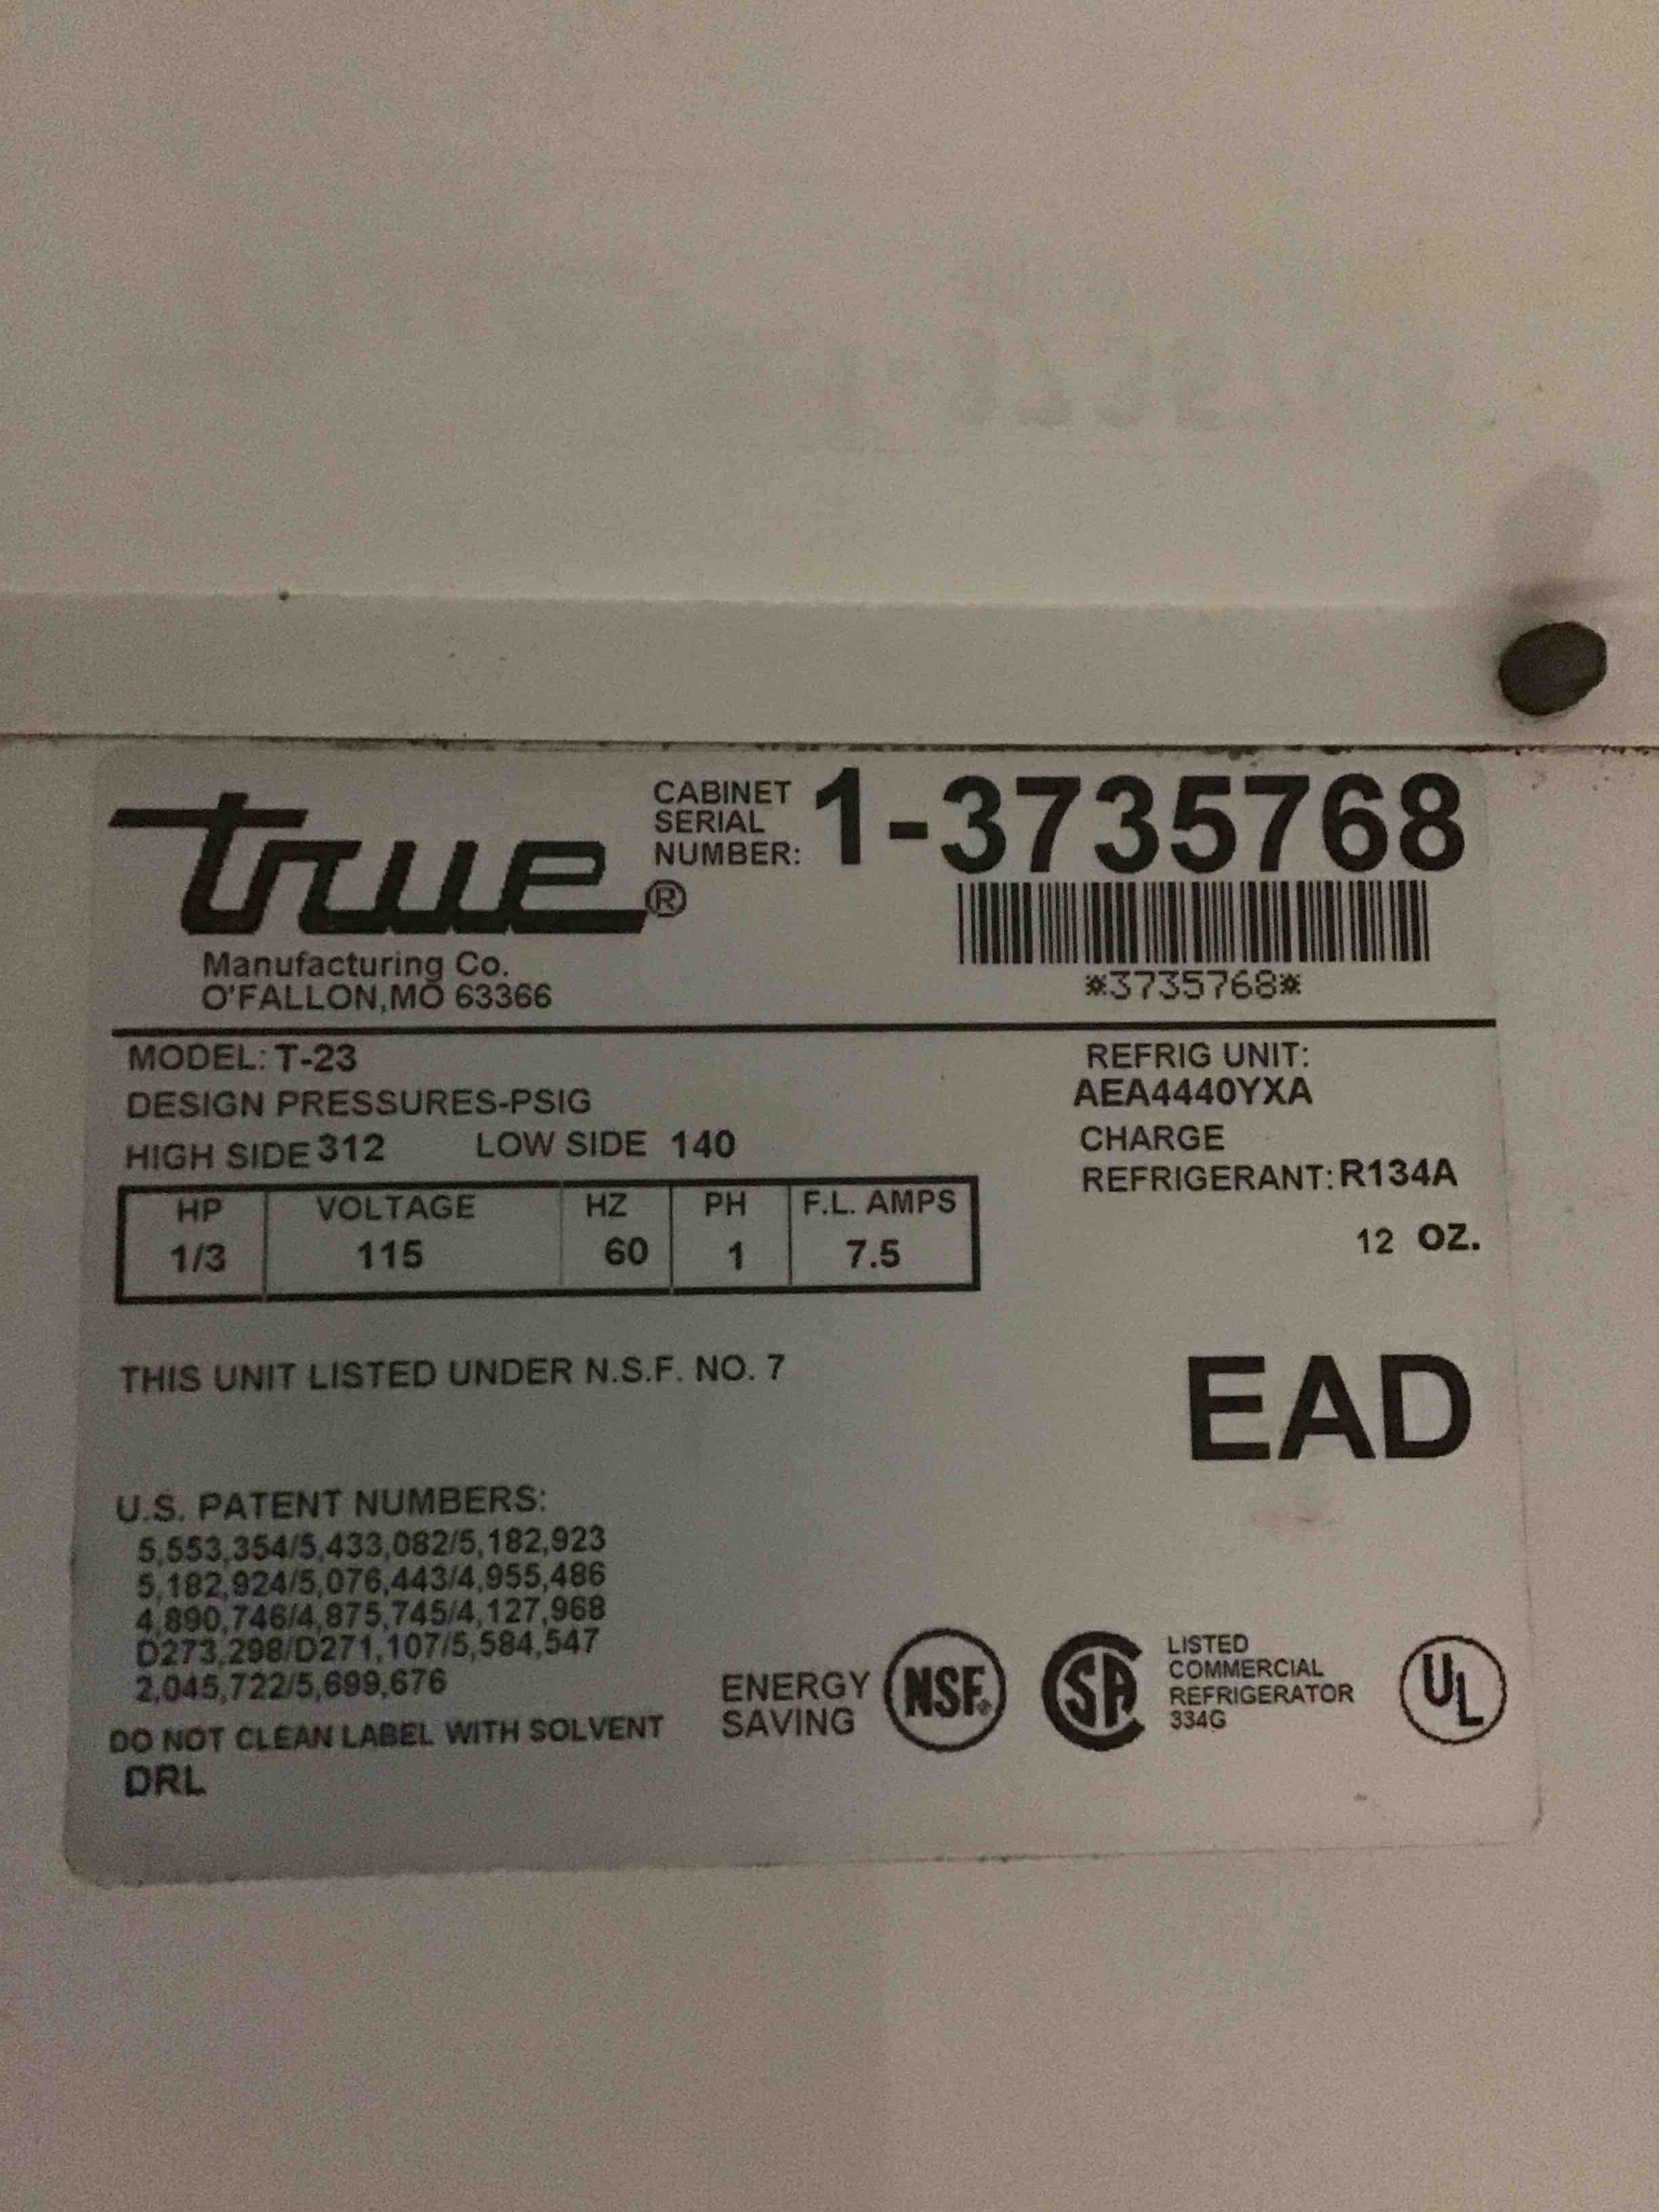 true®
CABINET
SERIAL
NUMBER: 1-3735768
*3735768*
Manufacturing Co.
O'FALLON,MO 63366
MODEL: T-23
DESIGN PRESSURES-PSIG
HIGH SIDE 312 LOW SIDE 140
REFRIG UNIT:
AEA4440YXA
CHARGE
REFRIGERANT: R134A
12 OZ.
HP VOLTAGE HZ PH F.L. AMPS
1/3 115 60 1 7.5
THIS UNIT LISTED UNDER N.S.F. NO. 7
EAD
U.S. PATENT NUMBERS:
5,553,354/5,433,082/5,182,923
5,182,924/5,076,443/4,955,486
4,890,746/4,875,745/4,127,968
D273,298/D271,107/5,584,547
2,045,722/5,699,676
DO NOT CLEAN LABEL WITH SOLVENT
DRL
ENERGY
SAVING
NSF®
SA
LISTED
COMMERCIAL
REFRIGERATOR
334G
UL